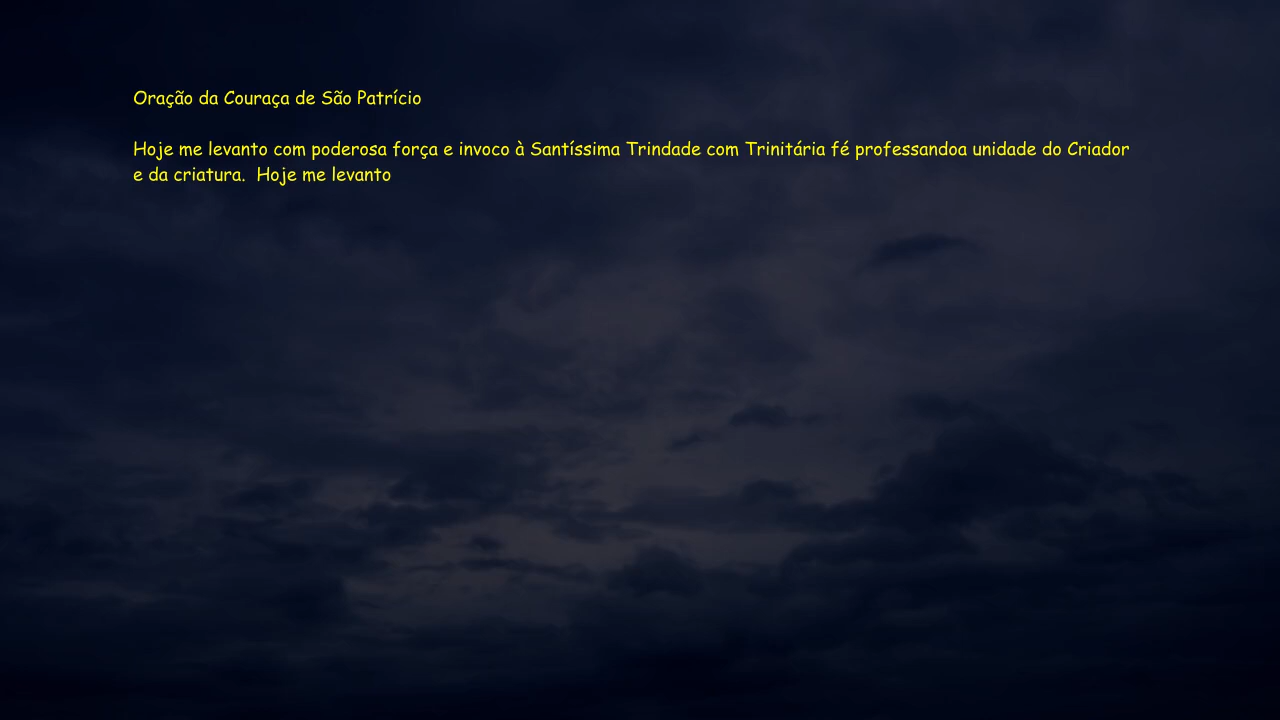 Oração da Couraça de São Patrício
Hoje me levanto com poderosa força e invoco à Santíssima Trindade com Trinitária fé professandoa unidade do Criador
e da criatura.  Hoje me levanto